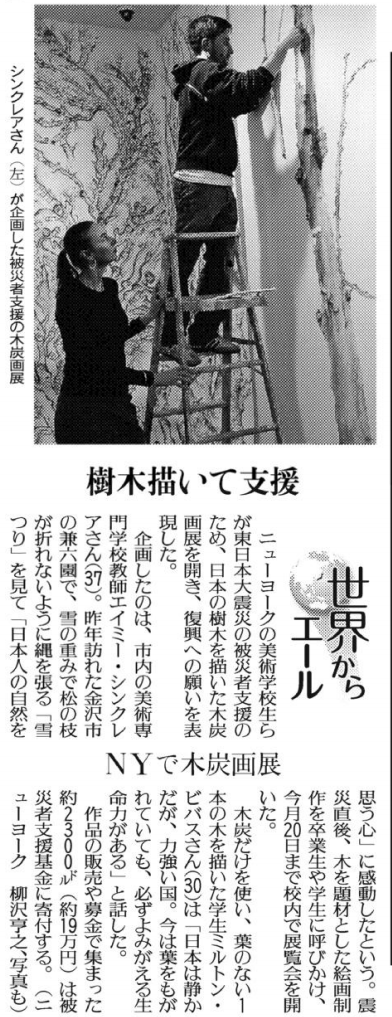 シンクレアさん（左）が企画した被災者支援の木炭画展
樹木描いて支援
世界から
エール
ニューヨークの美術学校生ら
が東日本大震災の被災者支援の
ため、日本の樹木を描いた木炭
画展を開き、復興への願いを表
現した。
企画したのは、市内の美術専
門学校教師エイミー・シンクレ
アさん(37)。昨年訪れた金沢市
の兼六園で、雪の重みで松の枝
が折れないように縄を張る「雪
つり」を見て「日本人の自然を
NYで木炭画展
思う心」に感動したという。震
災直後、木を題材とした絵画制
作を卒業生や学生に呼びかけ、
今月20日まで校内で展覧会を開
いた。
木炭だけを使い、葉のない1
本の木を描いた学生ミルトン・
ビバスさん(30)は「日本は静か
だが、力強い国。今は葉をもが
れていても、必ずよみがえる生
命力がある」と話した。
作品の販売や募金で集まった
約2300㌦（約19万円）は被
災者支援基金に寄付する。（ニ
ューヨーク　柳沢亨之、写真も）